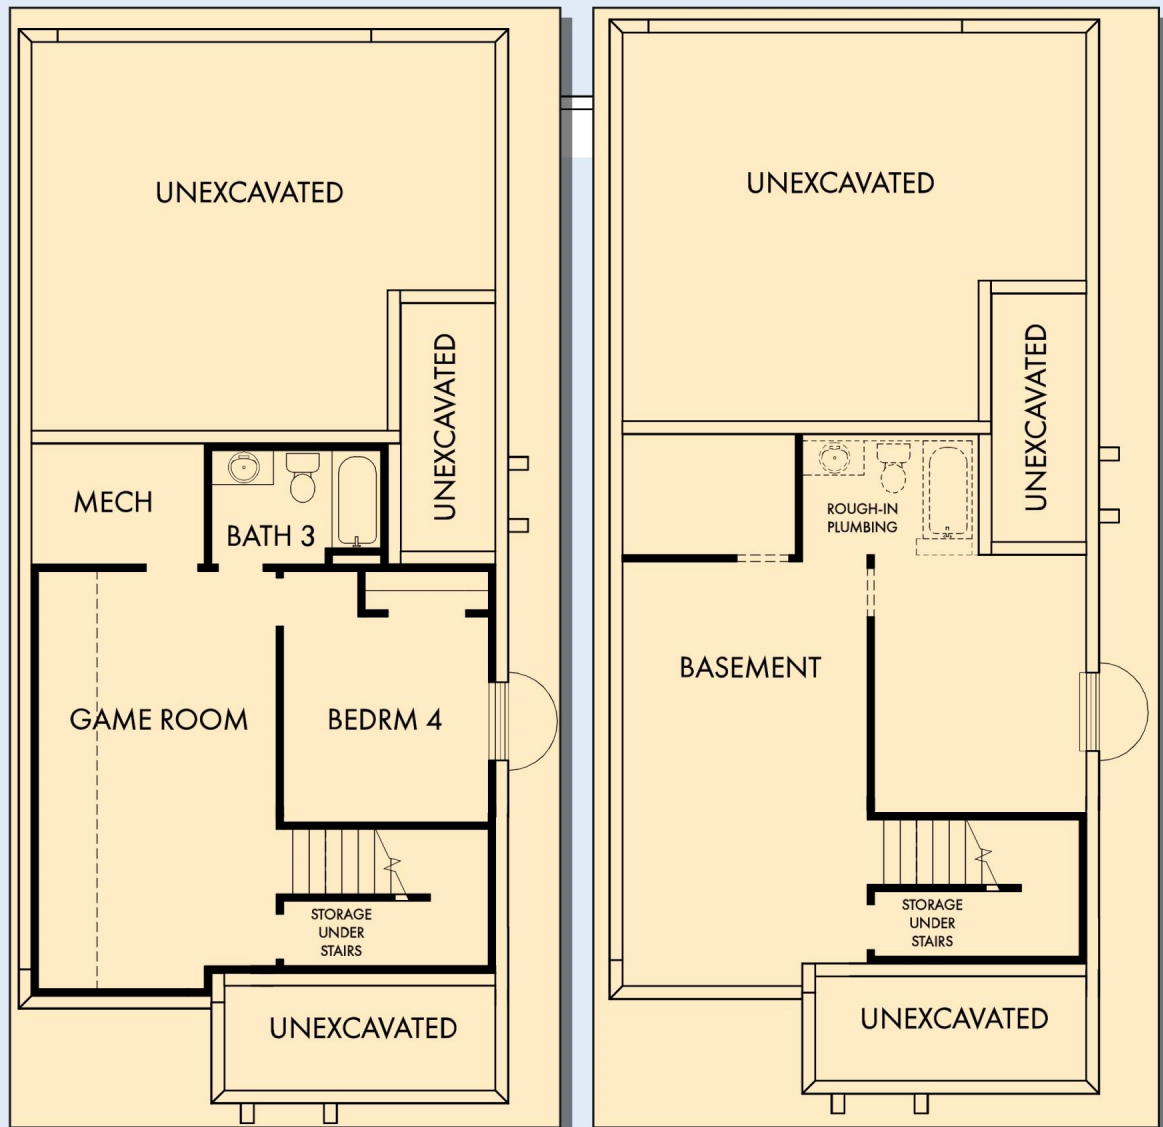 UNEXCAVATED
UNEXCAVATED
MECH
BATH 3
GAME ROOM
BEDRM 4
STORAGE
UNDER
STAIRS
UNEXCAVATED
UNEXCAVATED
UNEXCAVATED
ROUGH-IN
PLUMBING
BASEMENT
STORAGE
UNDER
STAIRS
UNEXCAVATED